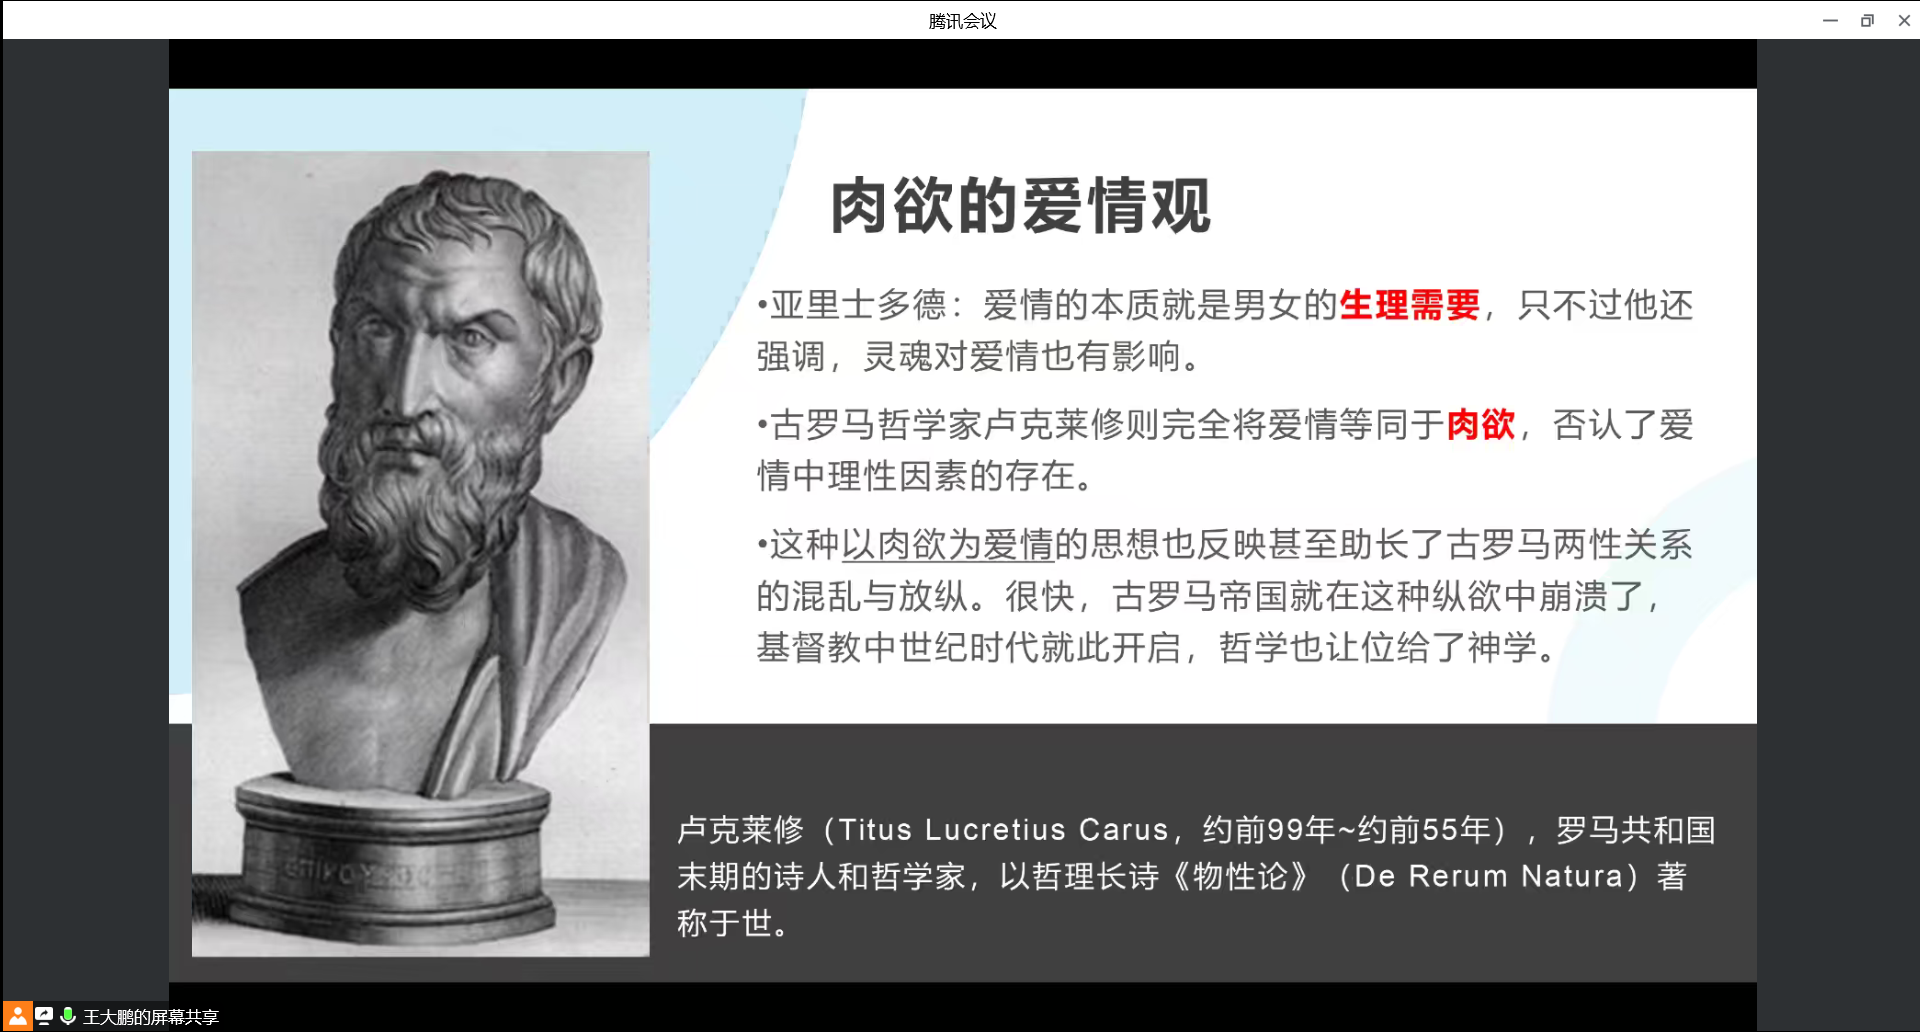 腾讯会议
肉欲的爱情观
•亚里士多德：爱情的本质就是男女的生理需要，只不过他还
强调，灵魂对爱情也有影响。
•古罗马哲学家卢克莱修则完全将爱情等同于肉欲，否认了爱
情中理性因素的存在。
•这种以肉欲为爱情的思想也反映甚至助长了古罗马两性关系
的混乱与放纵。很快，古罗马帝国就在这种纵欲中崩溃了，
基督教中世纪时代就此开启，哲学也让位给了神学。
卢克莱修（Titus Lucretius Carus，约前99年~约前55年），罗马共和国
末期的诗人和哲学家，以哲理长诗《物性论》（De Rerum Natura）著
称于世。
王大鹏的屏幕共享